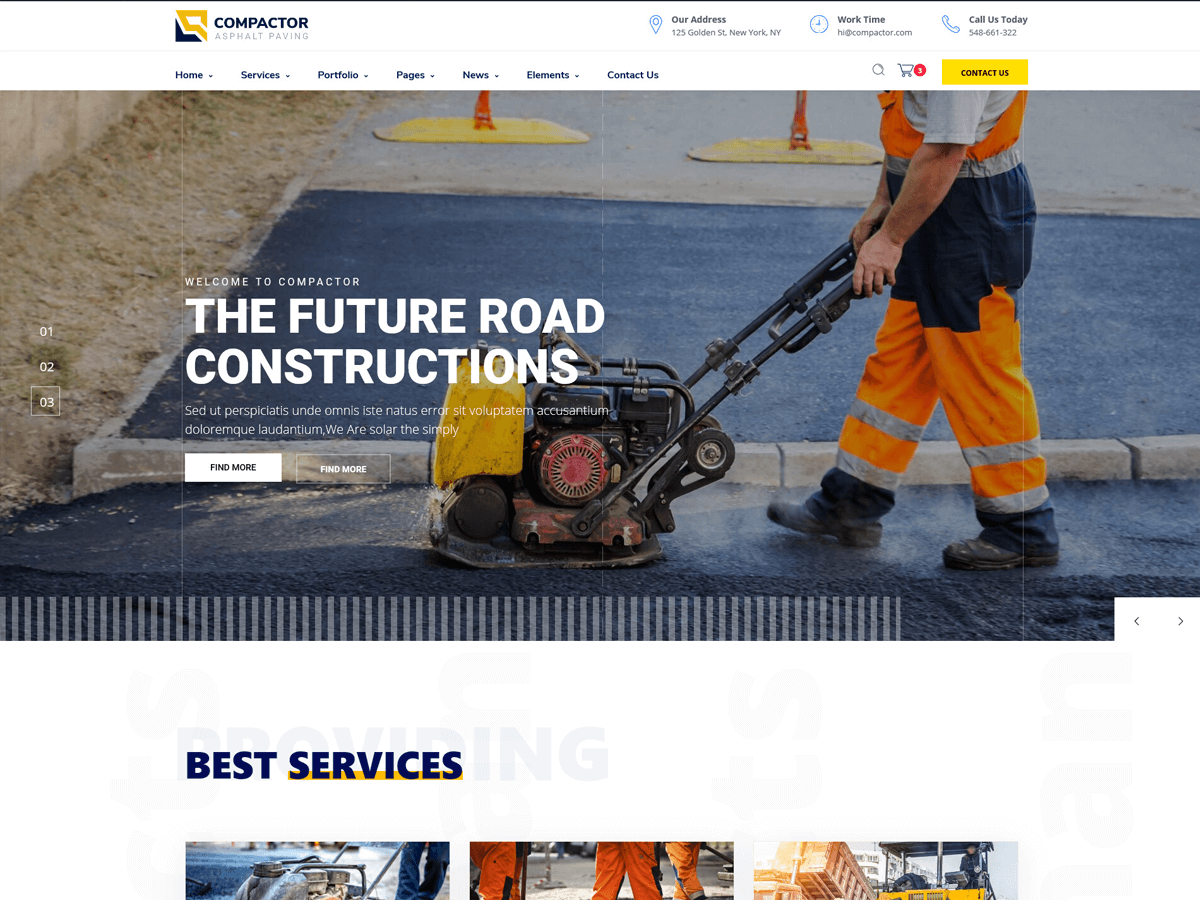 COMPACTOR
ASPHALT PAVING
Our Address
125 Golden St, New York, NY
Work Time
hi@compactor.com
Call Us Today
548-661-322
Home
Services
Portfolio
Pages
News
Elements
Contact Us
3
CONTACT US
WELCOME TO COMPACTOR
THE FUTURE ROAD
CONSTRUCTIONS
Sed ut perspiciatis unde omnis iste natus error sit voluptatem accusantium
doloremque laudantium,We Are solar the simply
FIND MORE
FIND MORE
01
02
03
PROVIDING
BEST SERVICES